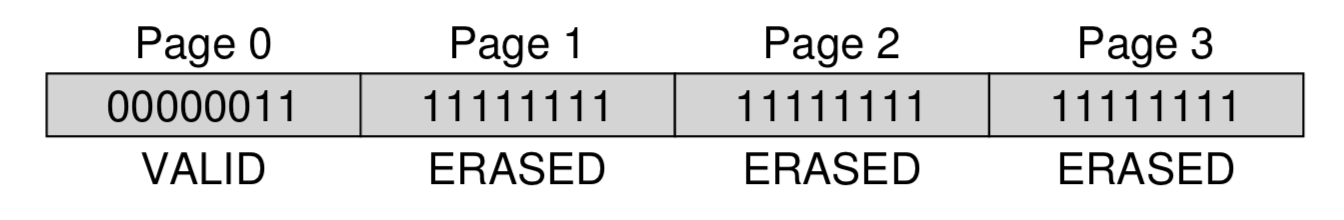 Page 0 Page 1 Page 2 Page 3
00000011 11111111 11111111 11111111
VALID ERASED ERASED ERASED